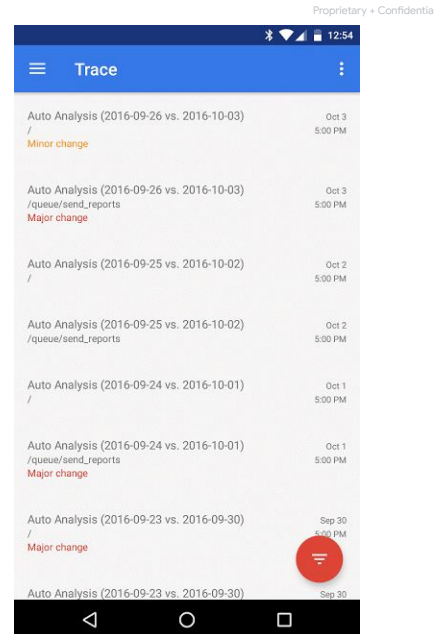 Proprietary + Confidentia
12:54
Trace
Auto Analysis (2016-09-26 vs. 2016-10-03)
Oct 3
/
5:00 PM
Minor change
Auto Analysis (2016-09-26 vs. 2016-10-03)
Oct 3
/queue/send_reports
5:00 PM
Major change
Auto Analysis (2016-09-25 vs. 2016-10-02)
Oct 2
/
5:00 PM
Auto Analysis (2016-09-25 vs. 2016-10-02)
Oct 2
/queue/send_reports
5:00 PM
Auto Analysis (2016-09-24 vs. 2016-10-01)
Oct 1
/
5:00 PM
Auto Analysis (2016-09-24 vs. 2016-10-01)
Oct 1
/queue/send_reports
5:00 PM
Major change
Auto Analysis (2016-09-23 vs. 2016-09-30)
Sep 30
/
5:00 PM
Major change
Auto Analysis (2016-09-23 vs. 2016-09-30)
Sep 30